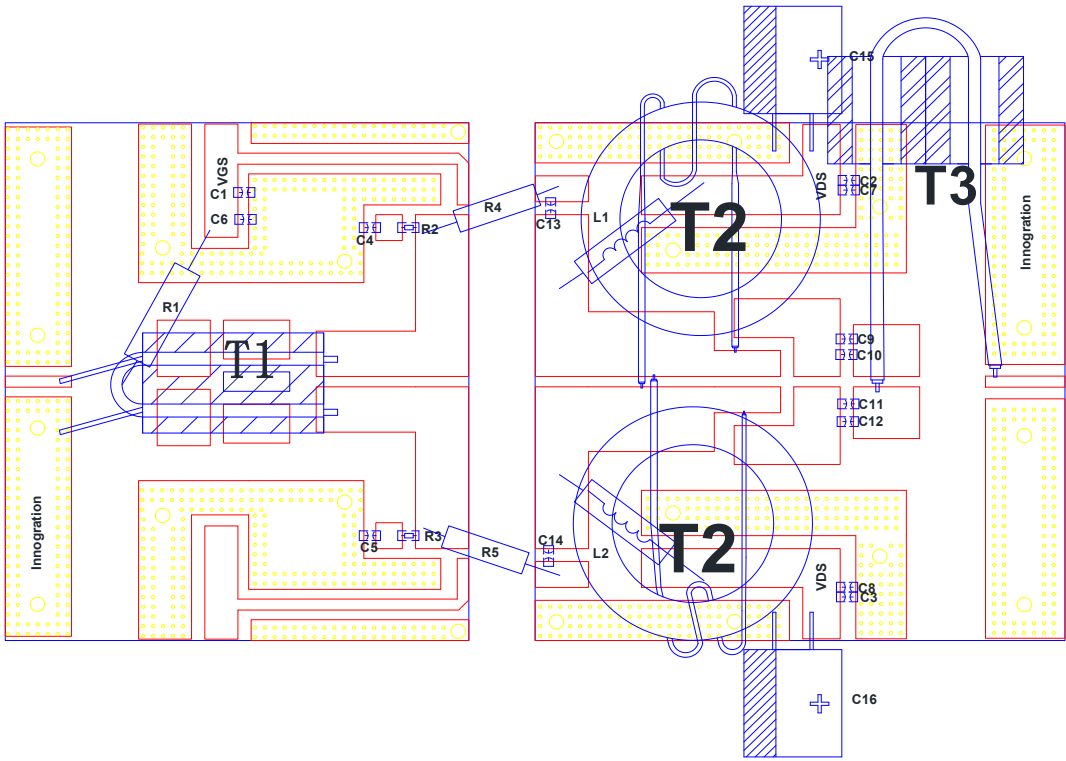 C15
VGS
C1
C6
C4
R2
R4
C13
L1
T2
VDS
C2
C7
T3
Innogration
R1
T1
C9
C10
C11
C12
Innogration
C5
R3
R5
C14
L2
T2
VDS
C8
C3
C16